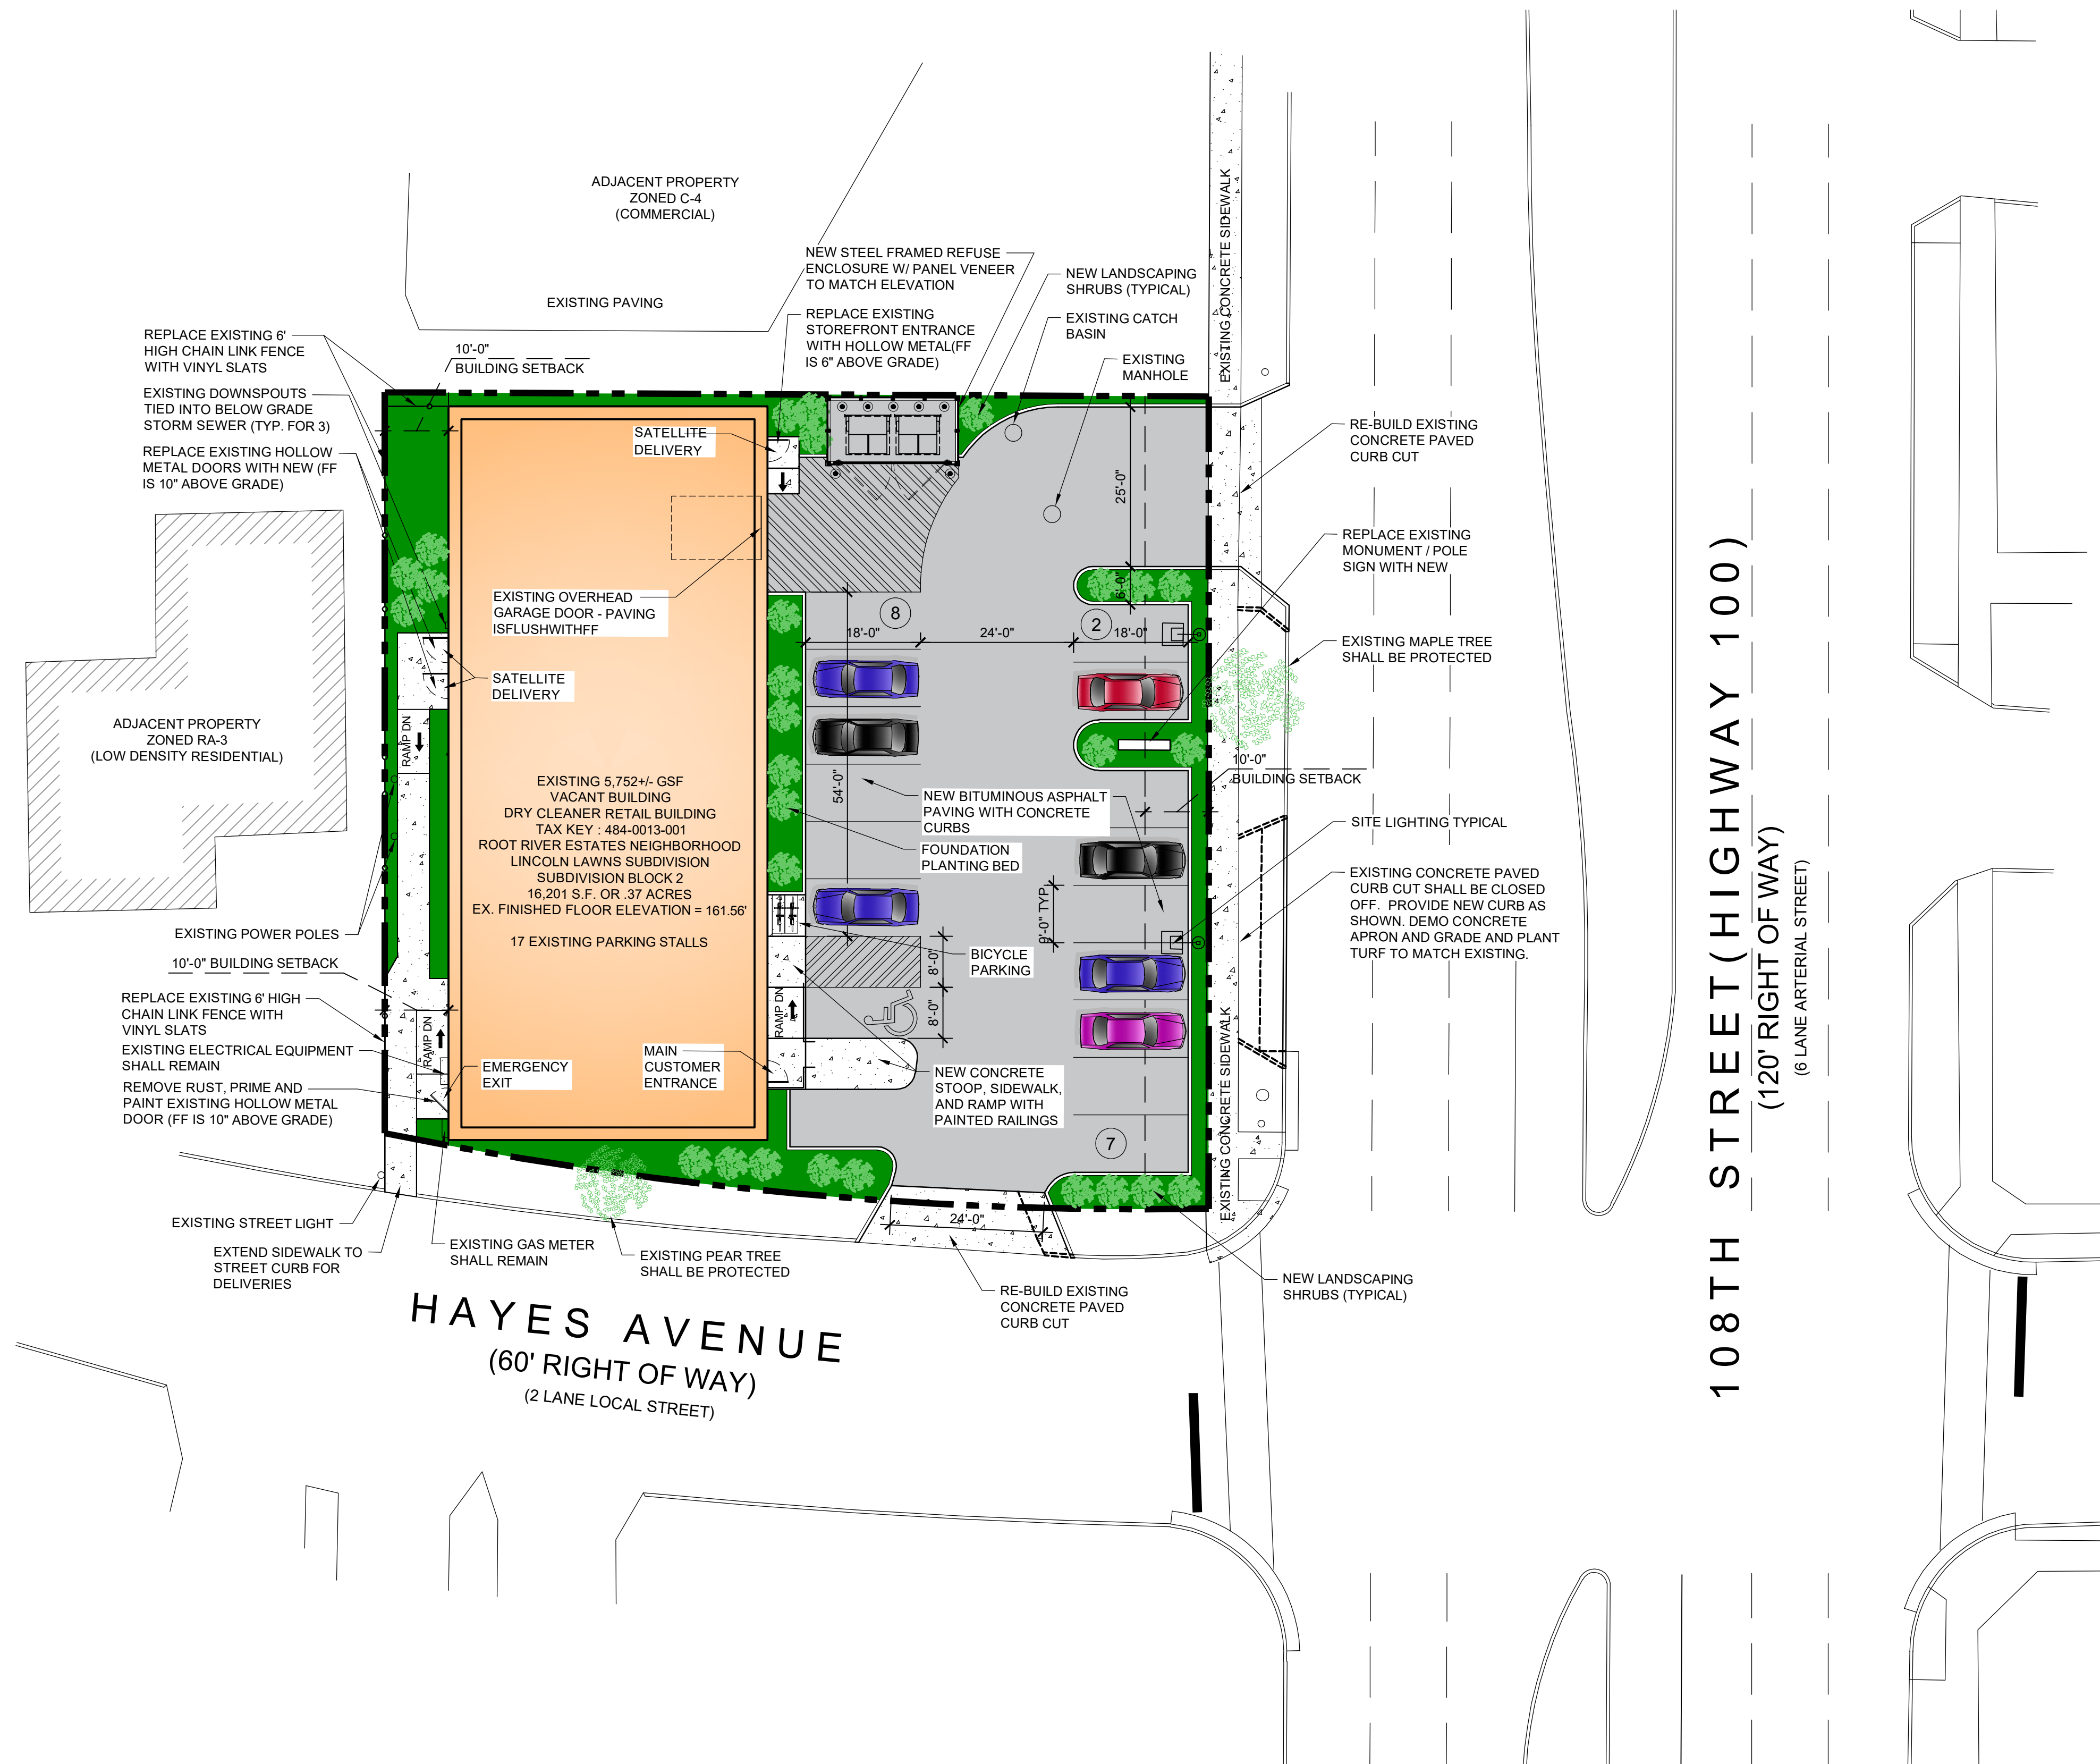 ADJACENT PROPERTY
ZONED C-4
(COMMERCIAL)
EXISTING PAVING
NEW STEEL FRAMED REFUSE
ENCLOSURE W/ PANEL VENEER
TO MATCH ELEVATION
REPLACE EXISTING
STOREFRONT ENTRANCE
WITH HOLLOW METAL(FF
IS 6" ABOVE GRADE)
NEW LANDSCAPING
SHRUBS (TYPICAL)
EXISTING CATCH
BASIN
EXISTING
MANHOLE
EXISTING CONCRETE SIDEWALK
REPLACE EXISTING 6'
HIGH CHAIN LINK FENCE
WITH VINYL SLATS
10'-0"
BUILDING SETBACK
EXISTING DOWNSPOUTS
TIED INTO BELOW GRADE
STORM SEWER (TYP. FOR 3)
REPLACE EXISTING HOLLOW
METAL DOORS WITH NEW (FF
IS 10" ABOVE GRADE)
SATELLITE
DELIVERY
EXISTING OVERHEAD
GARAGE DOOR - PAVING
ISFLUSHWITHFF
SATELLITE
DELIVERY
RAMP DN
ADJACENT PROPERTY
ZONED RA-3
(LOW DENSITY RESIDENTIAL)
EXISTING 5,752+/- GSF
VACANT BUILDING
DRY CLEANER RETAIL BUILDING
TAX KEY : 484-0013-001
ROOT RIVER ESTATES NEIGHBORHOOD
LINCOLN LAWNS SUBDIVISION
SUBDIVISION BLOCK 2
16,201 S.F. OR .37 ACRES
EX. FINISHED FLOOR ELEVATION = 161.56'
17 EXISTING PARKING STALLS
25'-0"
6'-0"
8
2
18'-0"
24'-0"
18'-0"
54'-0"
RE-BUILD EXISTING
CONCRETE PAVED
CURB CUT
REPLACE EXISTING
MONUMENT / POLE
SIGN WITH NEW
EXISTING MAPLE TREE
SHALL BE PROTECTED
10'-0"
BUILDING SETBACK
NEW BITUMINOUS ASPHALT
PAVING WITH CONCRETE
CURBS
FOUNDATION
PLANTING BED
9'-0" TYP
SITE LIGHTING TYPICAL
EXISTING CONCRETE PAVED
CURB CUT SHALL BE CLOSED
OFF. PROVIDE NEW CURB AS
SHOWN. DEMO CONCRETE
APRON AND GRADE AND PLANT
TURF TO MATCH EXISTING.
BICYCLE
PARKING
8'-0"
8'-0"
RAMP DN
EXISTING POWER POLES
10'-0" BUILDING SETBACK
REPLACE EXISTING 6' HIGH
CHAIN LINK FENCE WITH
VINYL SLATS
EXISTING ELECTRICAL EQUIPMENT
SHALL REMAIN
REMOVE RUST, PRIME AND
PAINT EXISTING HOLLOW METAL
DOOR (FF IS 10" ABOVE GRADE)
RAMP DN
EMERGENCY
EXIT
MAIN
CUSTOMER
ENTRANCE
NEW CONCRETE
STOOP, SIDEWALK,
AND RAMP WITH
PAINTED RAILINGS
7
EXISTING CONCRETE SIDEWALK
24'-0"
EXISTING STREET LIGHT
EXTEND SIDEWALK TO
STREET CURB FOR
DELIVERIES
EXISTING GAS METER
SHALL REMAIN
EXISTING PEAR TREE
SHALL BE PROTECTED
RE-BUILD EXISTING
CONCRETE PAVED
CURB CUT
NEW LANDSCAPING
SHRUBS (TYPICAL)
HAYES AVENUE
(60' RIGHT OF WAY)
(2 LANE LOCAL STREET)
108TH STREET(HIGHWAY 100)
(120' RIGHT OF WAY)
(6 LANE ARTERIAL STREET)